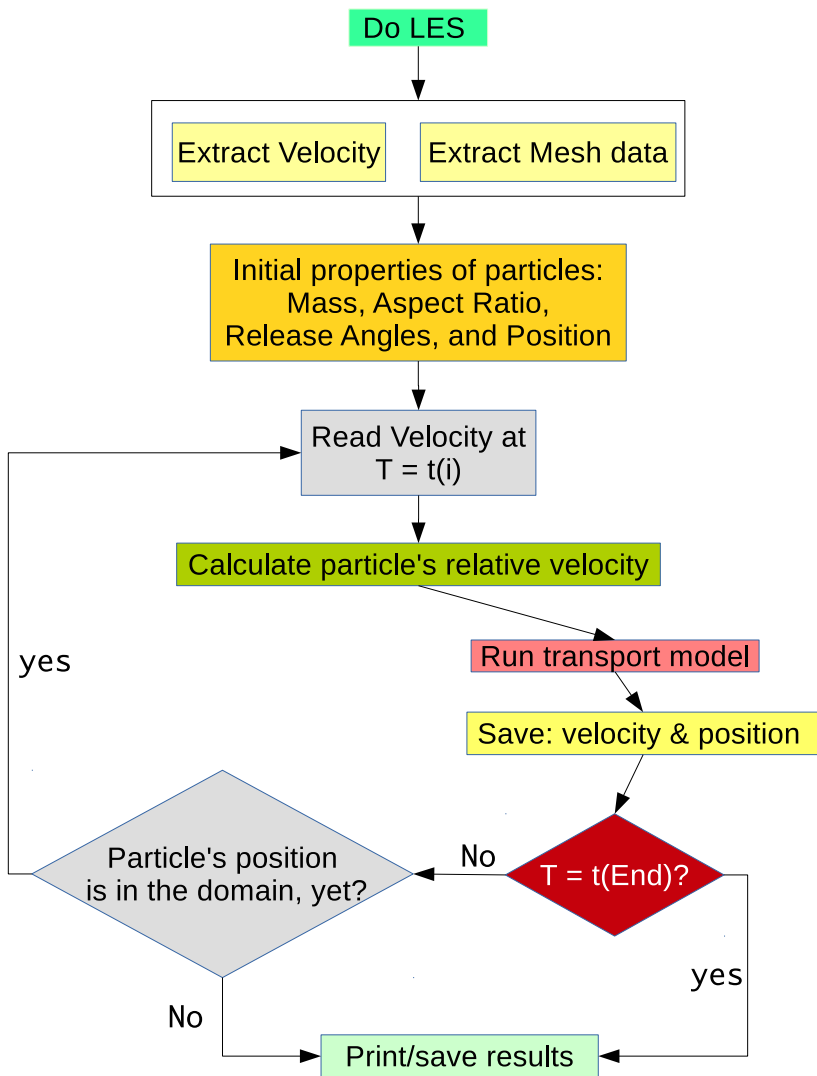 Do LES
Extract Velocity
Extract Mesh data
Initial properties of particles:
Mass, Aspect Ratio,
Release Angles, and Position
Read Velocity at
T = t(i)
Calculate particle's relative velocity
yes
Run transport model
Save: velocity & position
Particle's position
is in the domain, yet?
No
T = t(End)?
yes
No
Print/save results